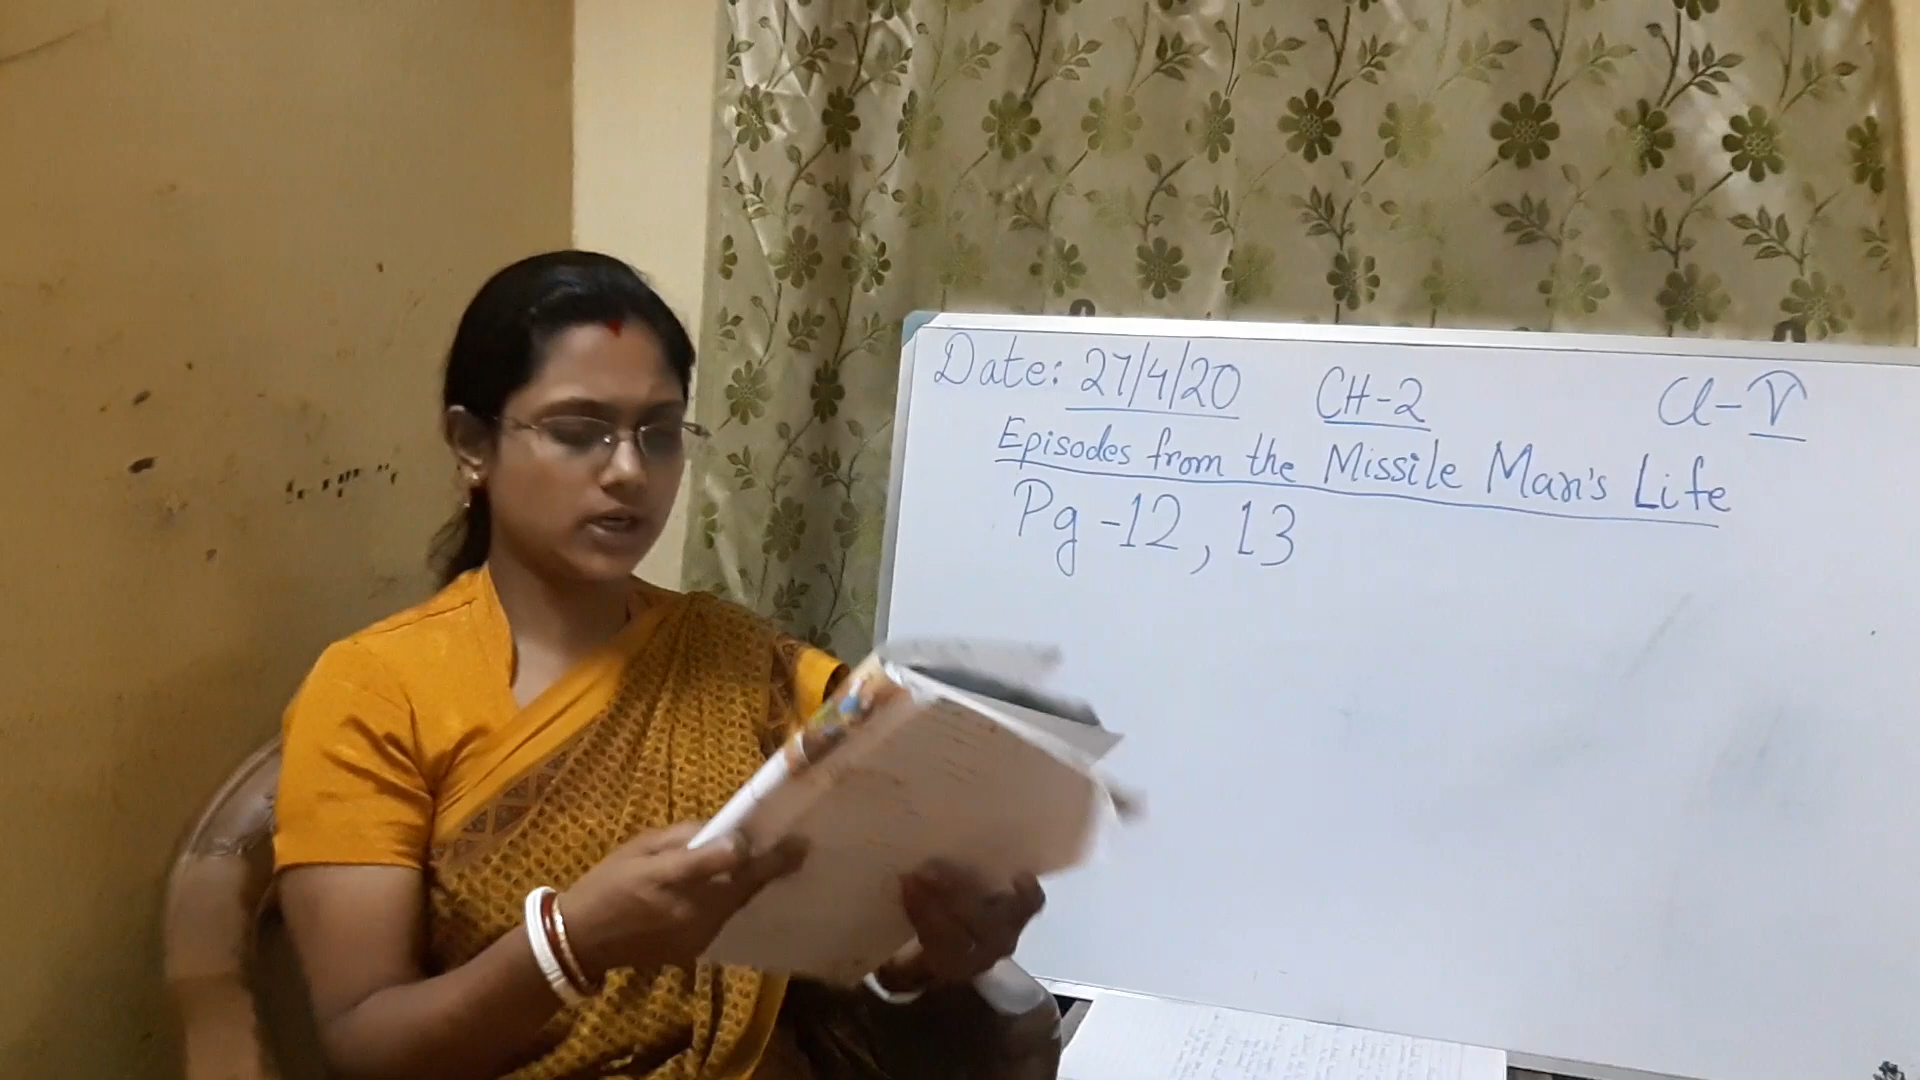 Date: 27/4/20 CH-2 Cl-V
Episodes from the Missile Man's Life
Pg-12, 13